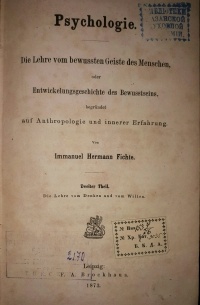 Psychologie.
Die Lehre vom bewussten Geiste des Menschen,
oder
Entwickelungsgeschichte des Bewusstseins,
begründet
auf Anthropologie und innerer Erfahrung
von
Immanuel Hermann Fichte.
Zweiter Theil.
Die Lehre vom Denken und vom Willen
2170
Leipzig:
F. A. Brockhaus.
1873.